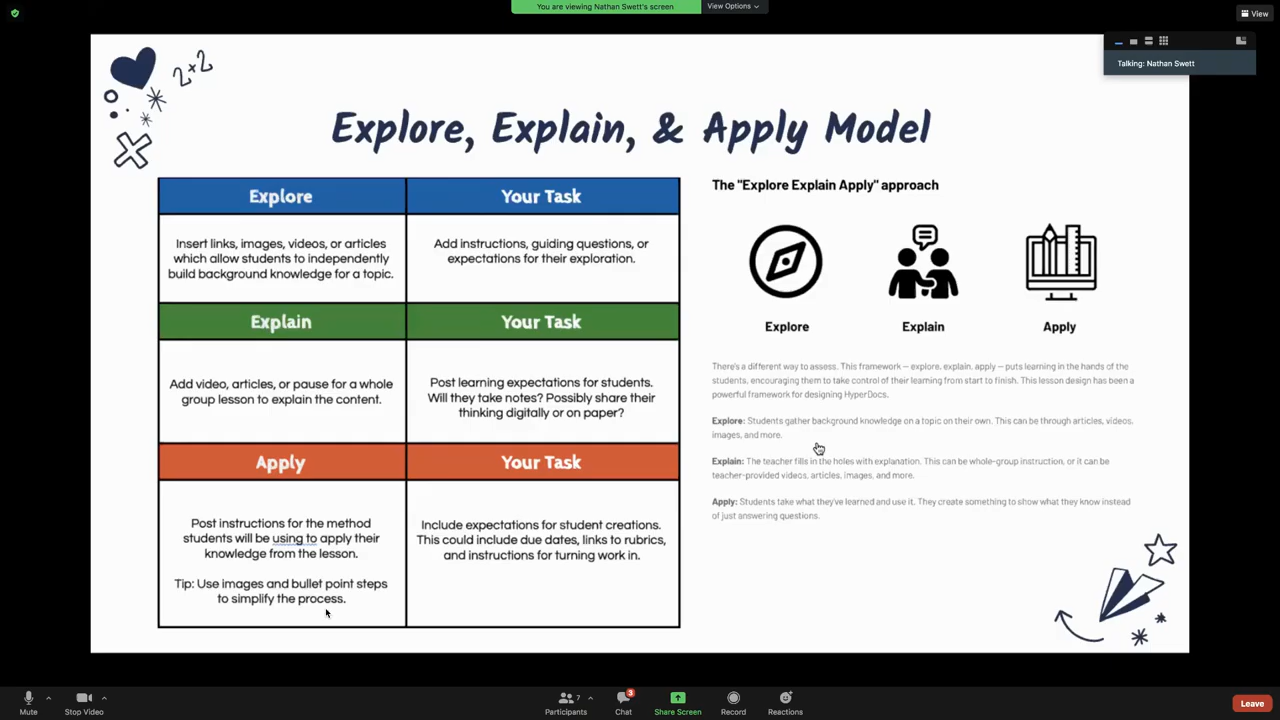 You are viewing Nathan Swett's screen
View Options
View
Talking: Nathan Swett
2x2
Explore, Explain, & Apply Model
Explore
Your Task
Insert links, images, videos, or articles
which allow students to independently
build background knowledge for a topic.
Add instructions, guiding questions, or
expectations for their exploration.
Explain
Your Task
Add video, articles, or pause for a whole
group lesson to explain the content.
Post learning expectations for students.
Will they take notes? Possibly share their
thinking digitally or on paper?
Apply
Your Task
Post instructions for the method
students will be using to apply their
knowledge from the lesson.
Tip: Use images and bullet point steps
to simplify the process.
Include expectations for student creations.
This could include due dates, links to rubrics,
and instructions for turning work in.
The "Explore Explain Apply" approach
Explore
Explain
Apply
There's a different way to assess. This framework — explore, explain, apply — puts learning in the hands of the
students, encouraging them to take control of their learning from start to finish. This lesson design has been a
powerful framework for designing HyperDocs.
Explore: Students gather background knowledge on a topic on their own. This can be through articles, videos,
images, and more.
Explain: The teacher fills in the holes with explanation. This can be whole-group instruction, or it can be
teacher-provided videos, articles, images, and more.
Apply: Students take what they've learned and use it. They create something to show what they know instead
of just answering questions.
Mute
Stop Video
7
Participants
3
Chat
Share Screen
Record
Reactions
Leave